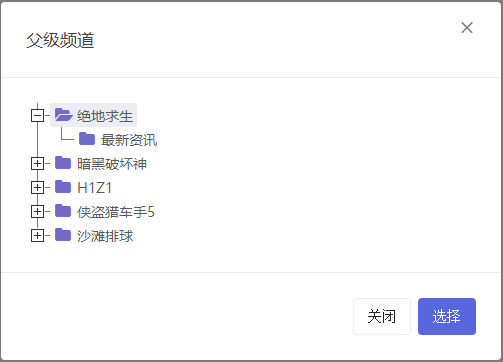 父级频道
绝地求生
最新资讯
暗黑破坏神
H1Z1
侠盗猎车手5
沙滩排球
关闭 选择